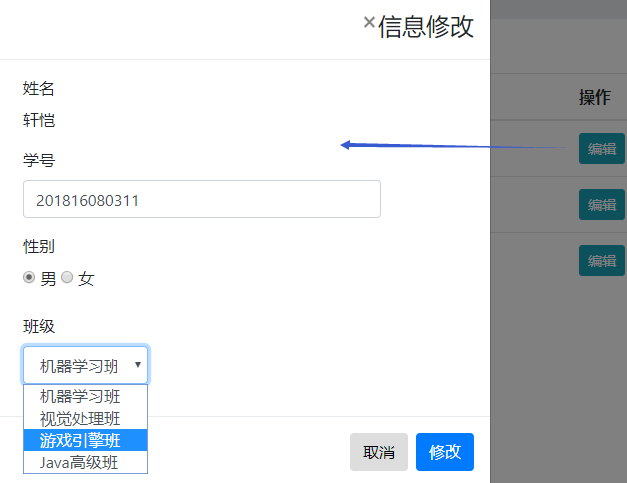 ×信息修改
姓名
轩恺
学号
201816080311
性别
男 女
班级
机器学习班
机器学习班
视觉处理班
游戏引擎班
Java高级班
取消 修改
操作
编辑
编辑
编辑